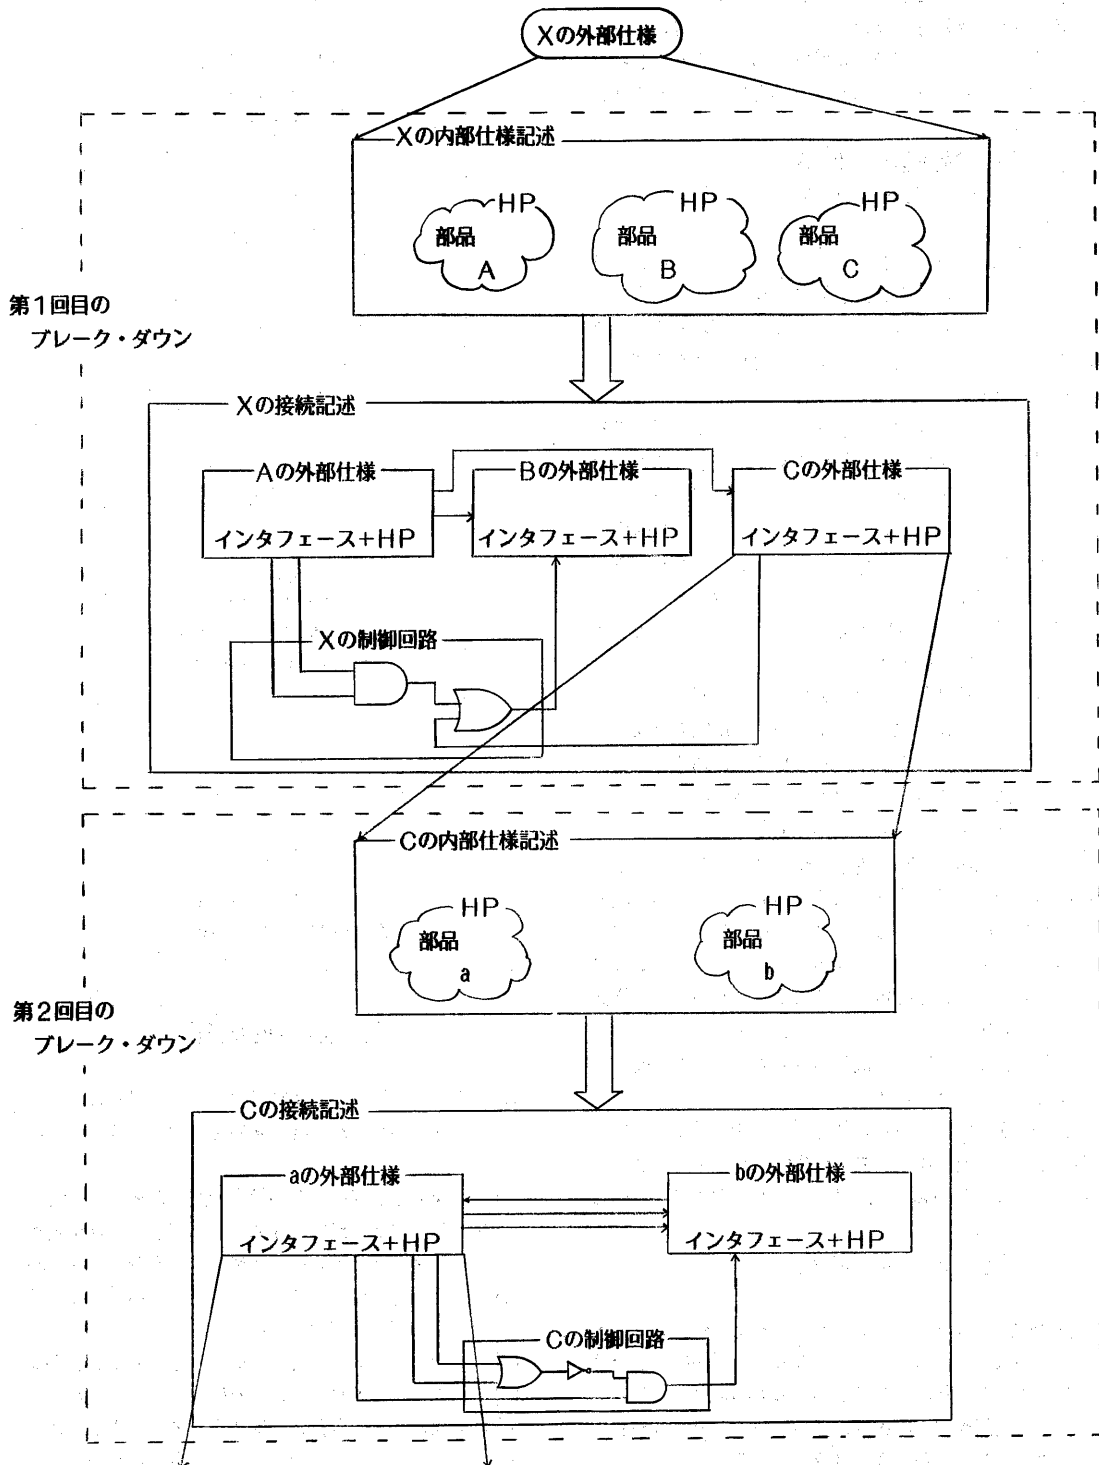 Xの外部仕様
Xの内部仕様記述
HP
部品
A
HP
部品
B
HP
部品
C
第1回目の
ブレーク・ダウン
Xの接続記述
Aの外部仕様
インタフェース+HP
Bの外部仕様
インタフェース+HP
Cの外部仕様
インタフェース+HP
Xの制御回路
Cの内部仕様記述
HP
部品
a
HP
部品
b
第2回目の
ブレーク・ダウン
Cの接続記述
aの外部仕様
インタフェース+HP
bの外部仕様
インタフェース+HP
Cの制御回路